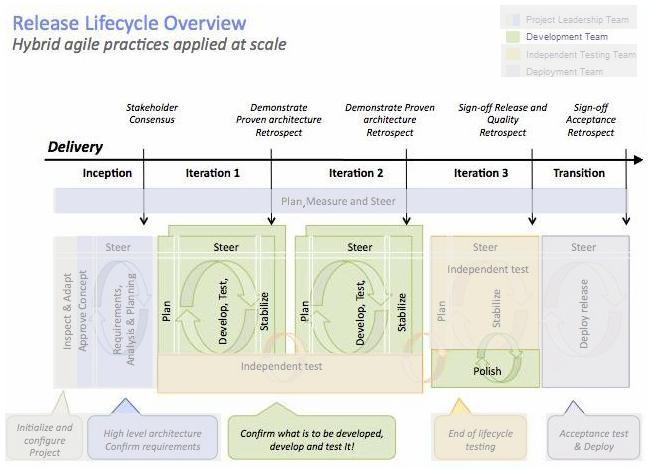 Release Lifecycle Overview
Hybrid agile practices applied at scale
Project Leadership Team
Development Team
Independent Testing Team
Deployment Team
Stakeholder
Consensus
Demonstrate
Proven architecture
Retrospect
Demonstrate Proven
architecture
Retrospect
Sign-off Release and
Quality
Retrospect
Sign-off
Acceptance
Retrospect
Delivery
Inception
Iteration 1
Iteration 2
Iteration 3
Transition
Plan,Measure and Steer
Inspect & Adapt
Approve Concept
Steer
Requirements,
Analysis & Planning
Steer
Plan
Develop, Test,
Stabilize
Steer
Plan
Develop, Test,
Stabilize
Independent test
Steer
Independent test
Plan
Stabilize
Polish
Steer
Deploy release
Initialize and
configure
Project
High level architecture
Confirm requirements
Confirm what is to be developed,
develop and test It!
End of lifecycle
testing
Acceptance test
& Deploy